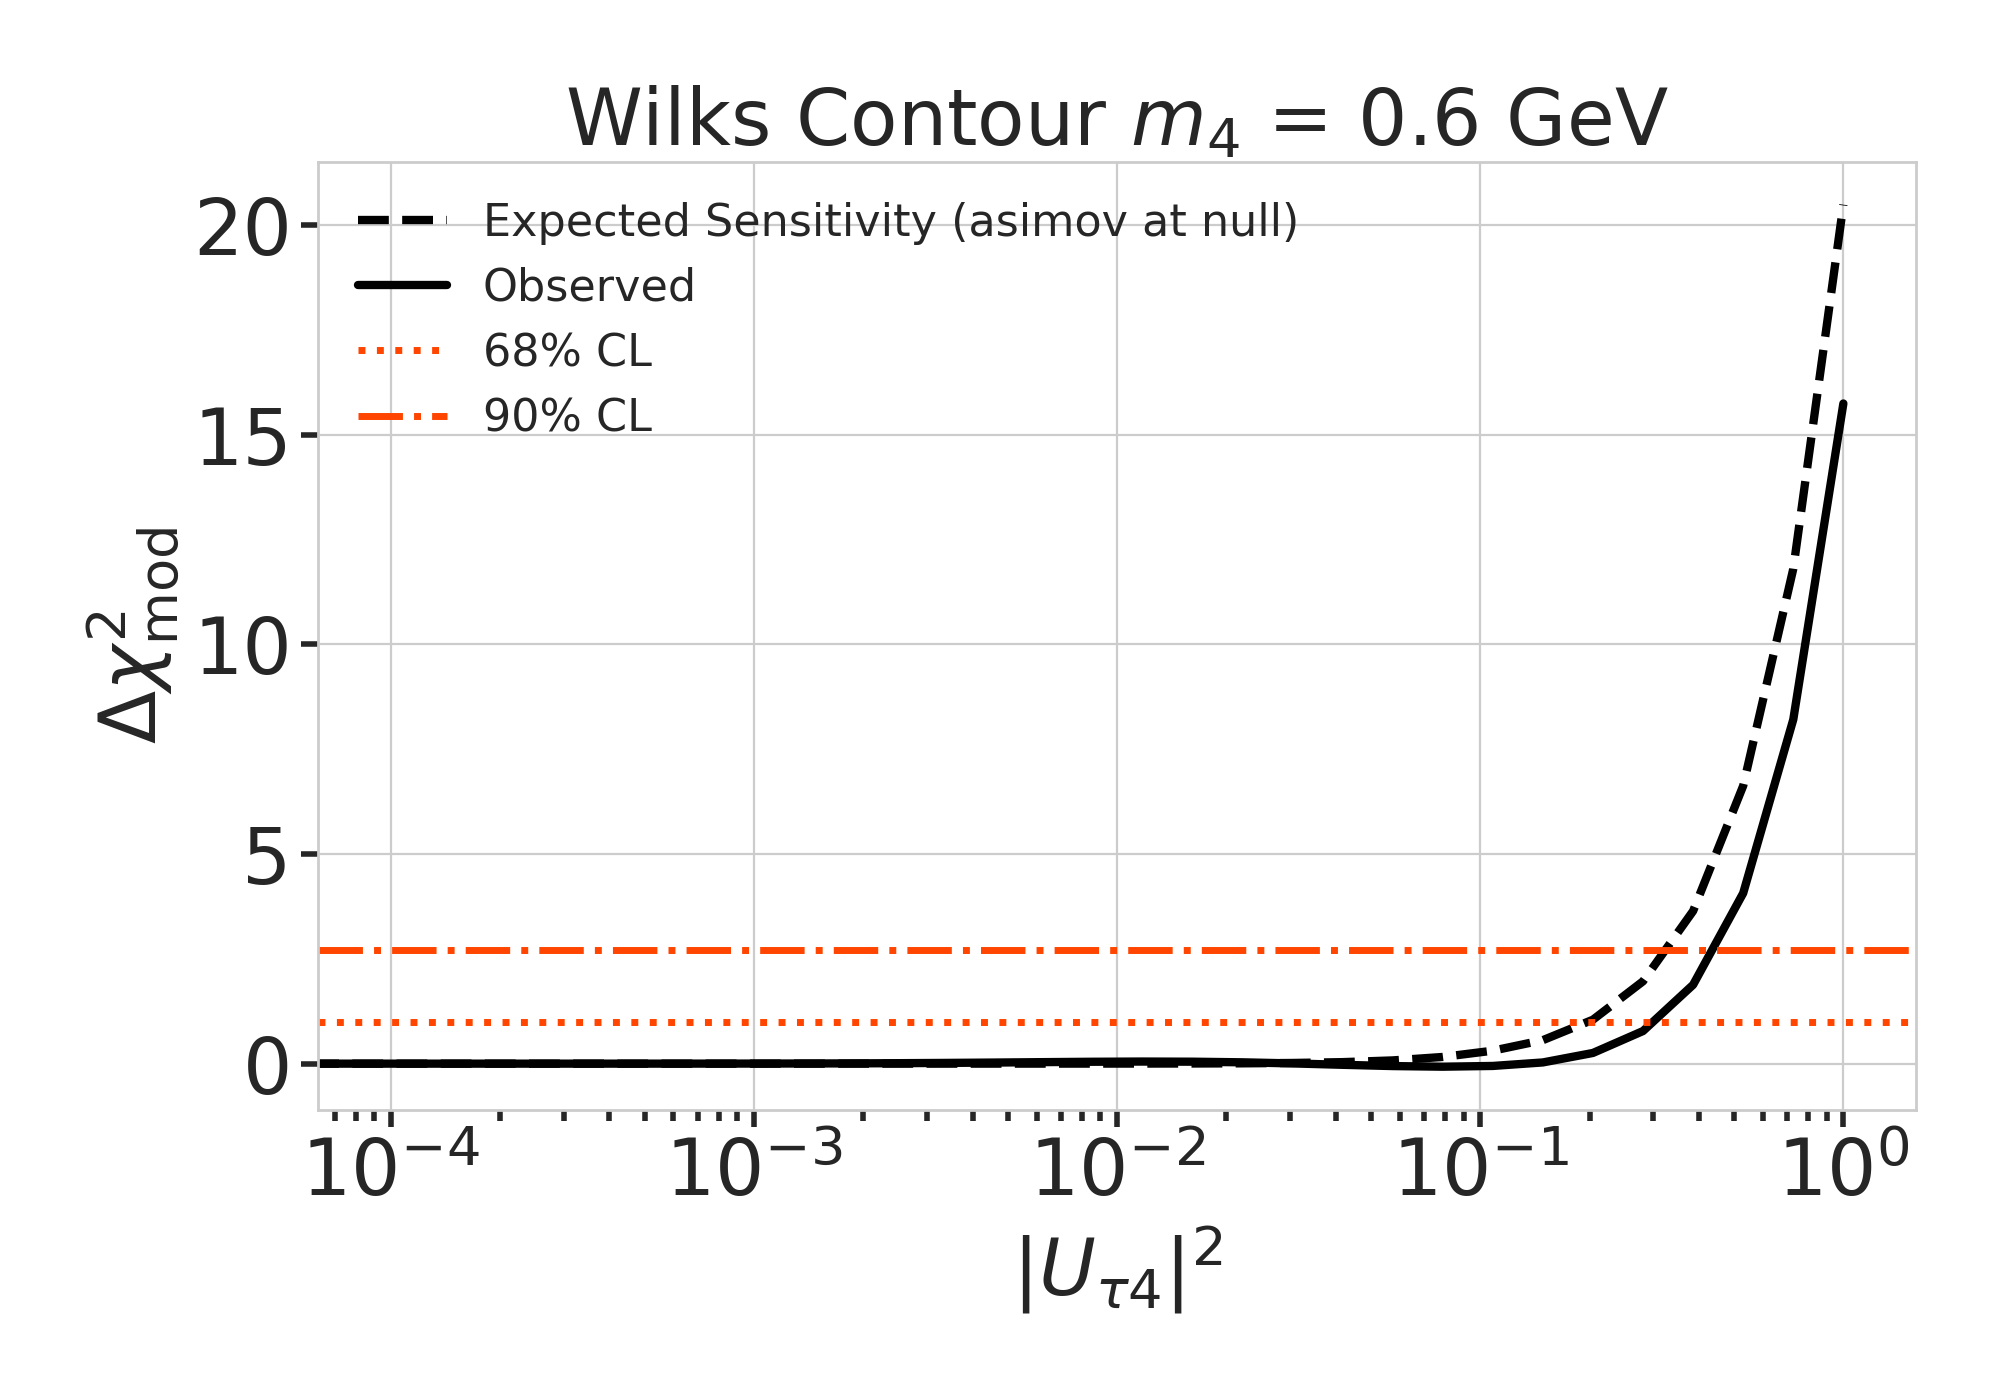 Wilks Contour m₄ = 0.6 GeV
Expected Sensitivity (asimov at null)
Observed
68% CL
90% CL
20
15
10
5
0
Δχ²mod
10⁻⁴ 10⁻³ 10⁻² 10⁻¹ 10⁰
|Uτ4|²